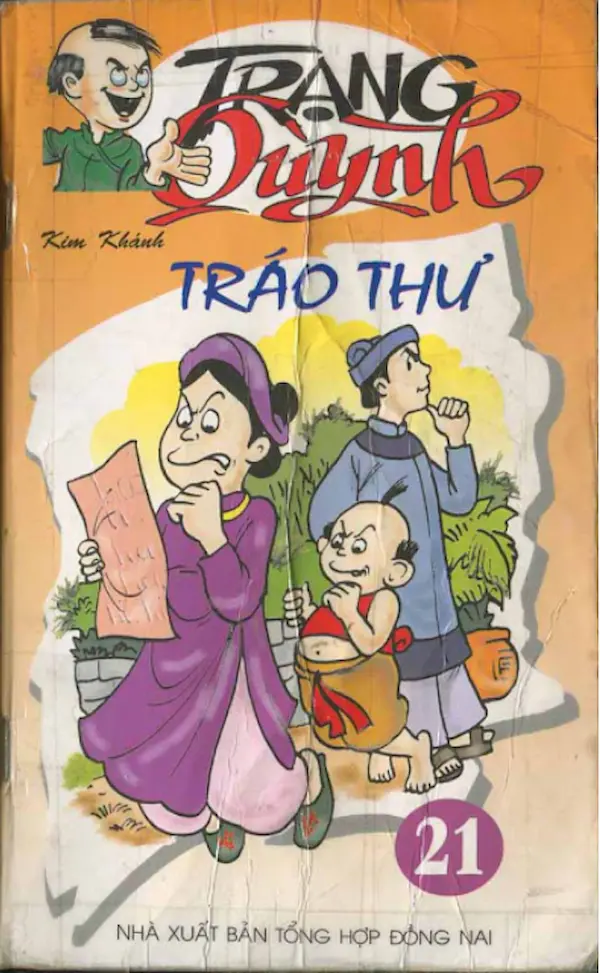 TRẠNG
Quỳnh
Kim Khánh
TRÁO THƯ
21
NHÀ XUẤT BẢN TỔNG HỢP ĐỒNG NAI